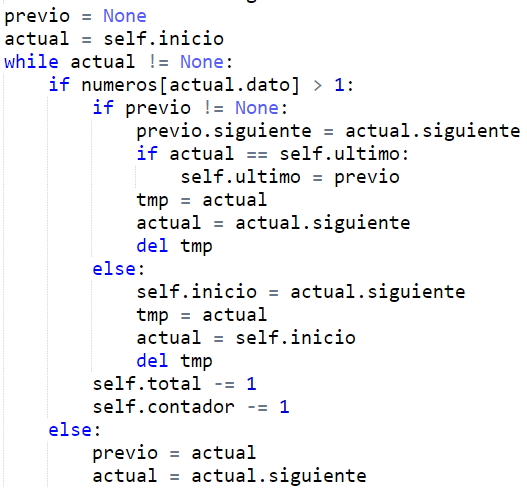 previo = None
actual = self.inicio
while actual != None:
    if numeros[actual.dato] > 1:
        if previo != None:
            previo.siguiente = actual.siguiente
            if actual == self.ultimo:
                self.ultimo = previo
            tmp = actual
            actual = actual.siguiente
            del tmp
        else:
            self.inicio = actual.siguiente
            tmp = actual
            actual = self.inicio
            del tmp
        self.total -= 1
        self.contador -= 1
    else:
        previo = actual
        actual = actual.siguiente